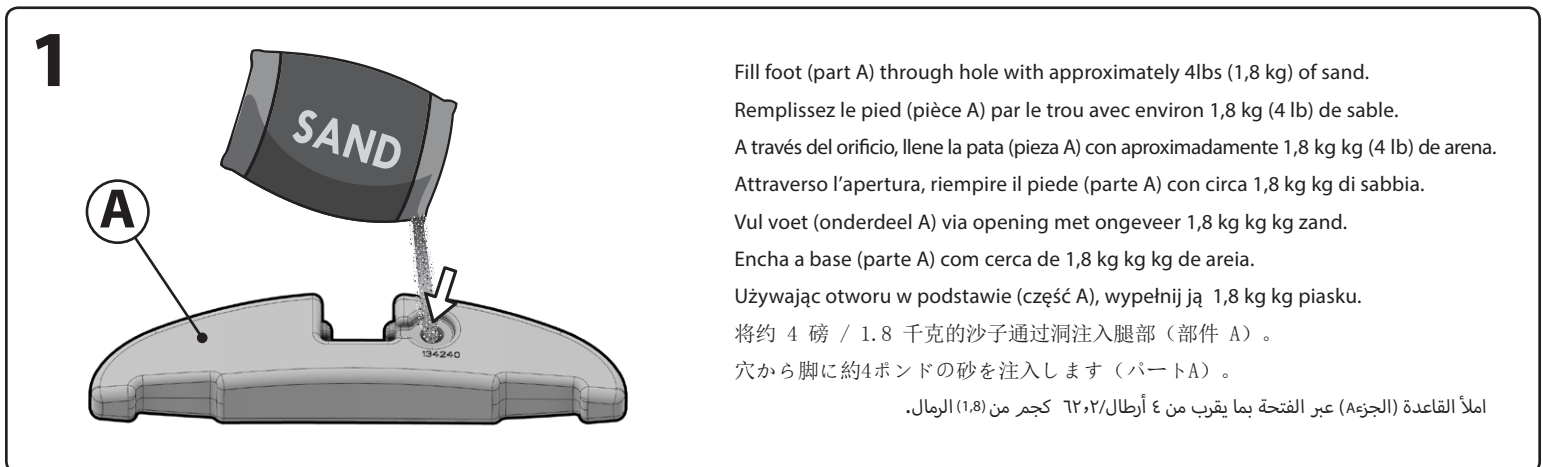 1
SAND
A
134240
Fill foot (part A) through hole with approximately 4lbs (1,8 kg) of sand.
Remplissez le pied (pièce A) par le trou avec environ 1,8 kg (4 lb) de sable.
A través del orificio, llene la pata (pieza A) con aproximadamente 1,8 kg kg (4 lb) de arena.
Attraverso l’apertura, riempire il piede (parte A) con circa 1,8 kg kg di sabbia.
Vul voet (onderdeel A) via opening met ongeveer 1,8 kg kg kg zand.
Encha a base (parte A) com cerca de 1,8 kg kg kg de areia.
Używając otworu w podstawie (część A), wypełnij ją 1,8 kg kg piasku.
将约 4 磅 / 1.8 千克的沙子通过洞注入腿部（部件 A）。
穴から脚に約4ポンドの砂を注入します（パートA）。
املأ القاعدة (الجزءA) عبر الفتحة بما يقرب من ٤ أرطال/٦٢,٢ كجم من (1,8) الرمال.